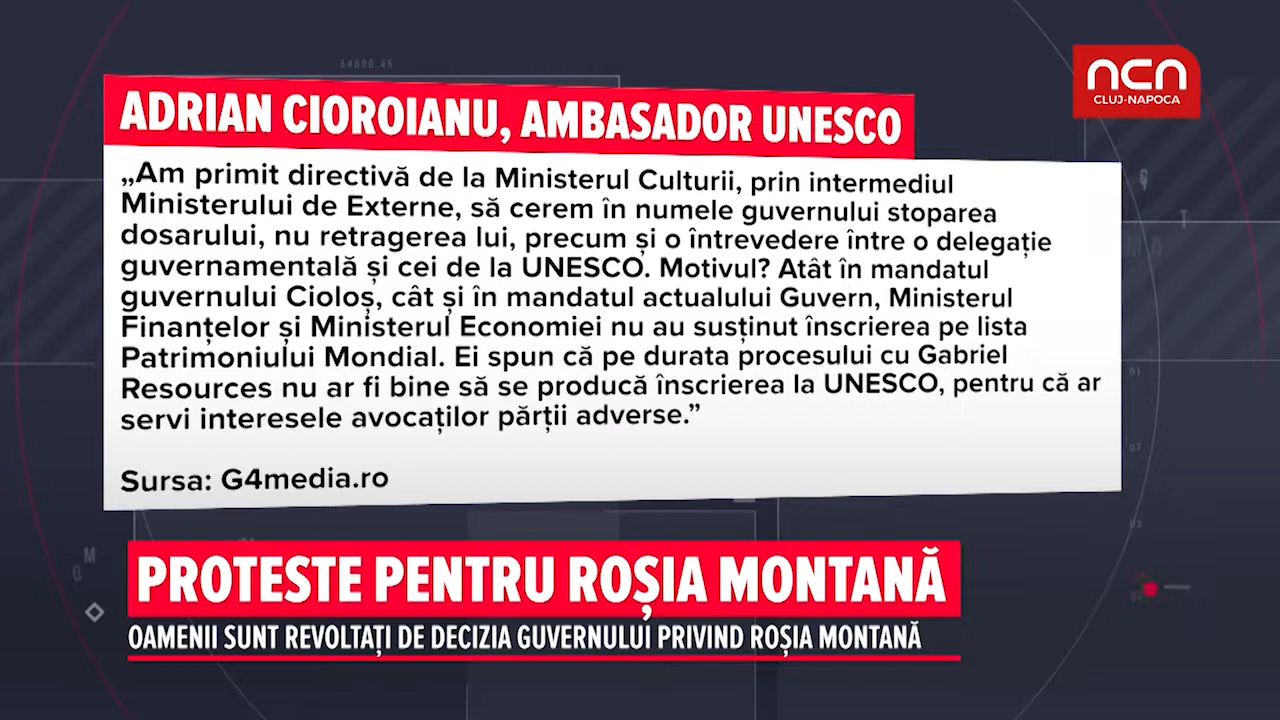 54000.45
ncn
CLUJ-NAPOCA
ADRIAN CIOROIANU, AMBASADOR UNESCO
„Am primit directivă de la Ministerul Culturii, prin intermediul
Ministerului de Externe, să cerem în numele guvernului stoparea
dosarului, nu retragerea lui, precum și o întrevedere între o delegație
guvernamentală și cei de la UNESCO. Motivul? Atât în mandatul
guvernului Cioloș, cât și în mandatul actualului Guvern, Ministerul
Finanțelor și Ministerul Economiei nu au susținut înscrierea pe lista
Patrimoniului Mondial. Ei spun că pe durata procesului cu Gabriel
Resources nu ar fi bine să se producă înscrierea la UNESCO, pentru că ar
servi interesele avocaților părții adverse.”
Sursa: G4media.ro
PROTESTE PENTRU ROȘIA MONTANĂ
OAMENII SUNT REVOLTAȚI DE DECIZIA GUVERNULUI PRIVIND ROȘIA MONTANĂ